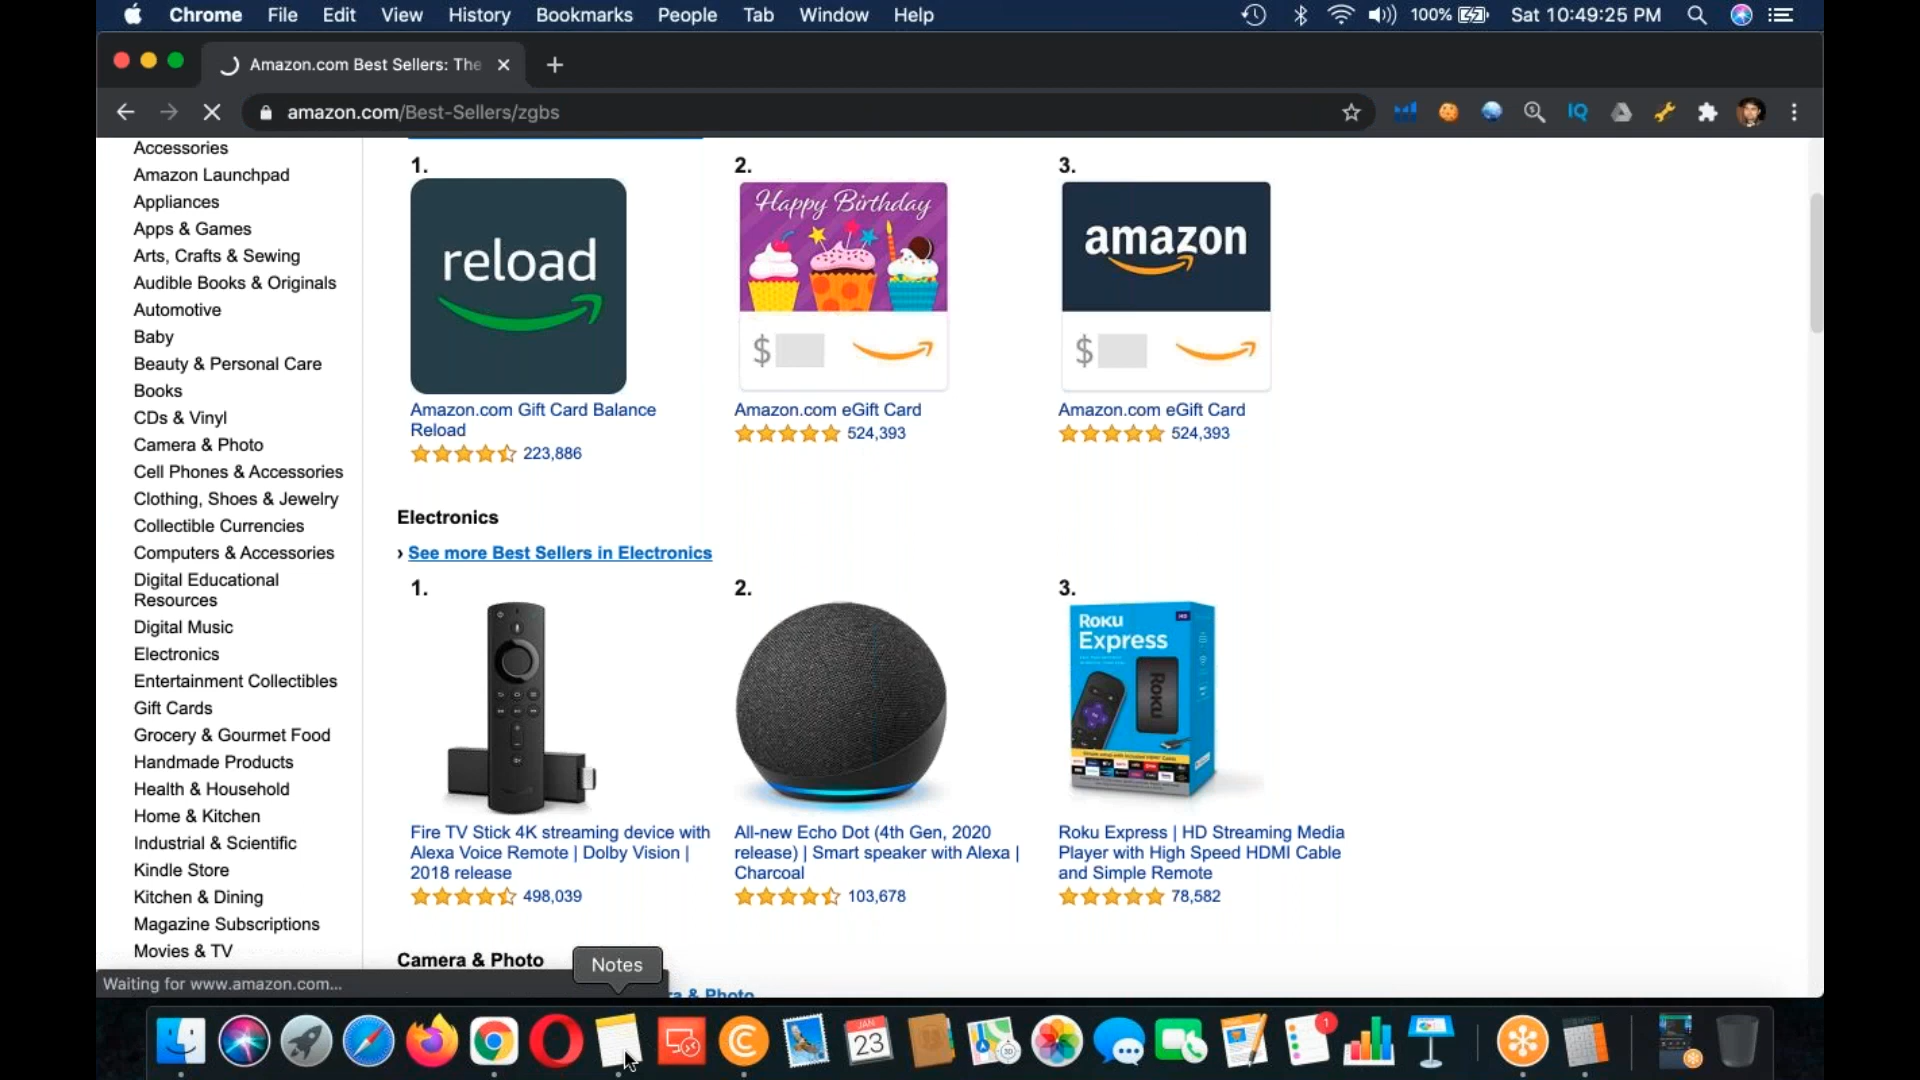 Chrome File Edit View History Bookmarks People Tab Window Help 100% Sat 10:49:25 PM
Amazon.com Best Sellers: The
amazon.com/Best-Sellers/zgbs
IQ
Accessories
Amazon Launchpad
Appliances
Apps & Games
Arts, Crafts & Sewing
Audible Books & Originals
Automotive
Baby
Beauty & Personal Care
Books
CDs & Vinyl
Camera & Photo
Cell Phones & Accessories
Clothing, Shoes & Jewelry
Collectible Currencies
Computers & Accessories
Digital Educational
Resources
Digital Music
Electronics
Entertainment Collectibles
Gift Cards
Grocery & Gourmet Food
Handmade Products
Health & Household
Home & Kitchen
Industrial & Scientific
Kindle Store
Kitchen & Dining
Magazine Subscriptions
Movies & TV
1.
reload
Amazon.com Gift Card Balance
Reload
223,886
2.
Happy Birthday
$
Amazon.com eGift Card
524,393
3.
amazon
$
Amazon.com eGift Card
524,393
Electronics
› See more Best Sellers in Electronics
1.
Fire TV Stick 4K streaming device with
Alexa Voice Remote | Dolby Vision |
2018 release
498,039
2.
All-new Echo Dot (4th Gen, 2020
release) | Smart speaker with Alexa |
Charcoal
103,678
3.
Roku
Express
HD
Roku
Roku Express | HD Streaming Media
Player with High Speed HDMI Cable
and Simple Remote
78,582
Camera & Photo
& Photo
Notes
Waiting for www.amazon.com...
JAN
23
3D
1